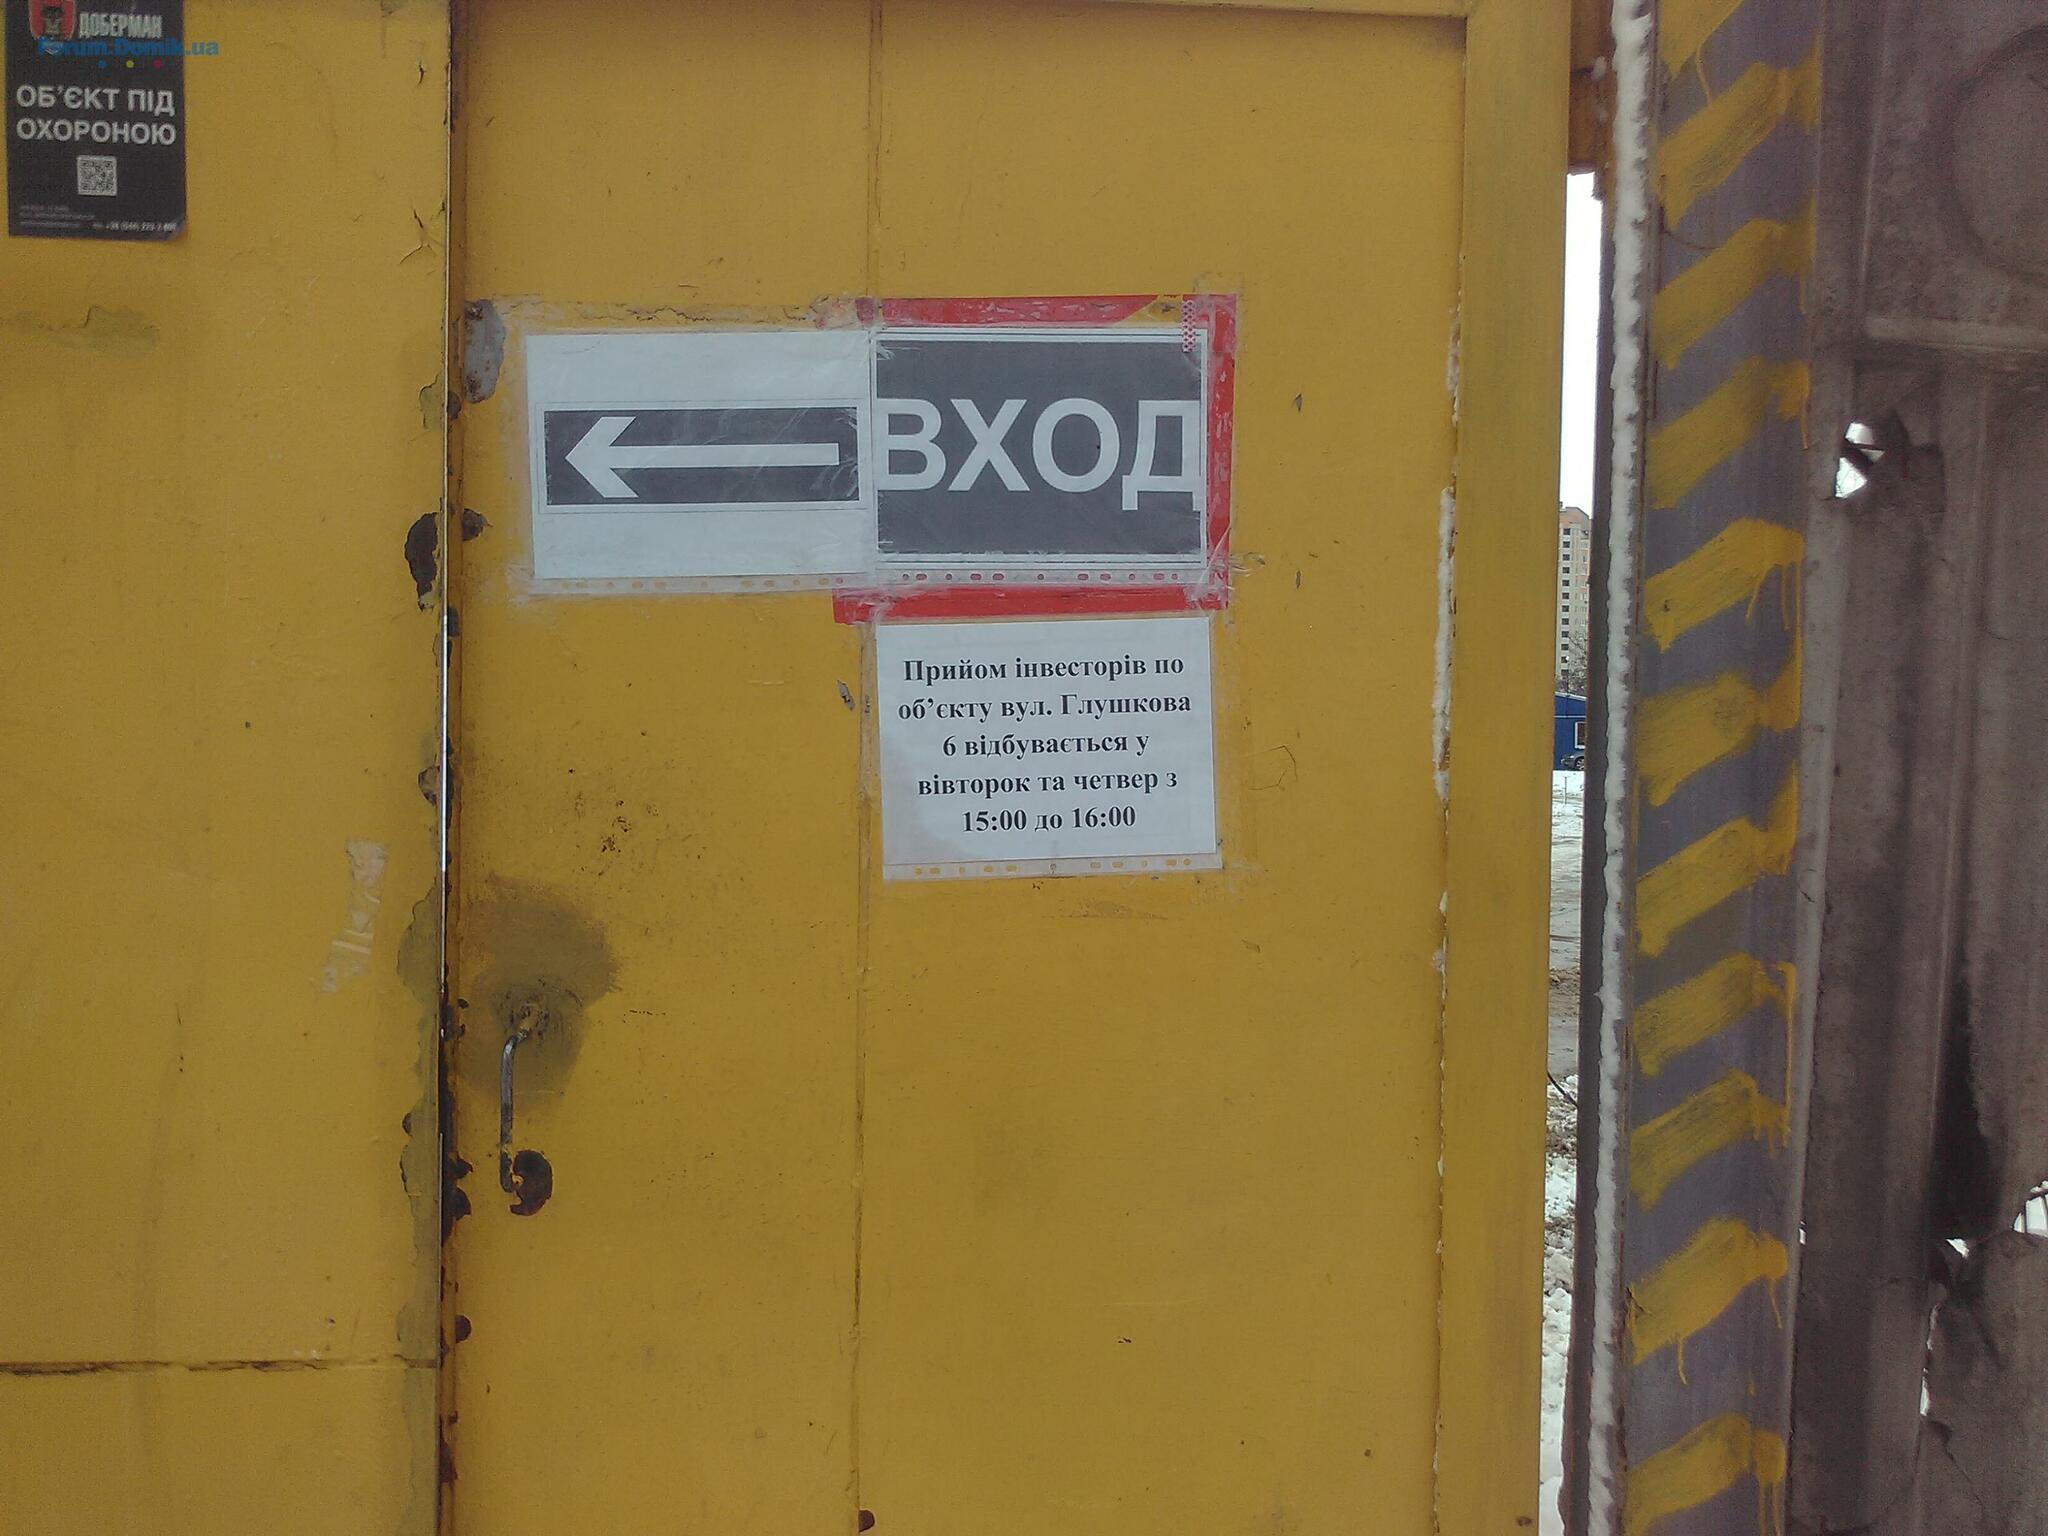 ДОБЕРМАН
Forum.Domik.ua
ОБ'ЄКТ ПІД
ОХОРОНОЮ
ВХОД
Прийом інвесторів по
об’єкту вул. Глушкова
6 відбувається у
вівторок та четвер з
15:00 до 16:00